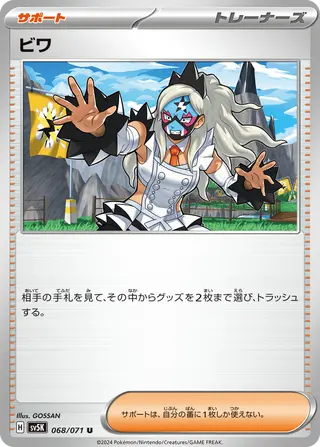 サポート
トレーナーズ
ビワ
相手の手札を見て、その中からグッズを2枚まで選び、トラッシュ
する。
Illus. GOSSAN
H SV5K 068/071 U
サポートは、自分の番に1枚しか使えない。
©2024 Pokémon/Nintendo/Creatures/GAME FREAK.